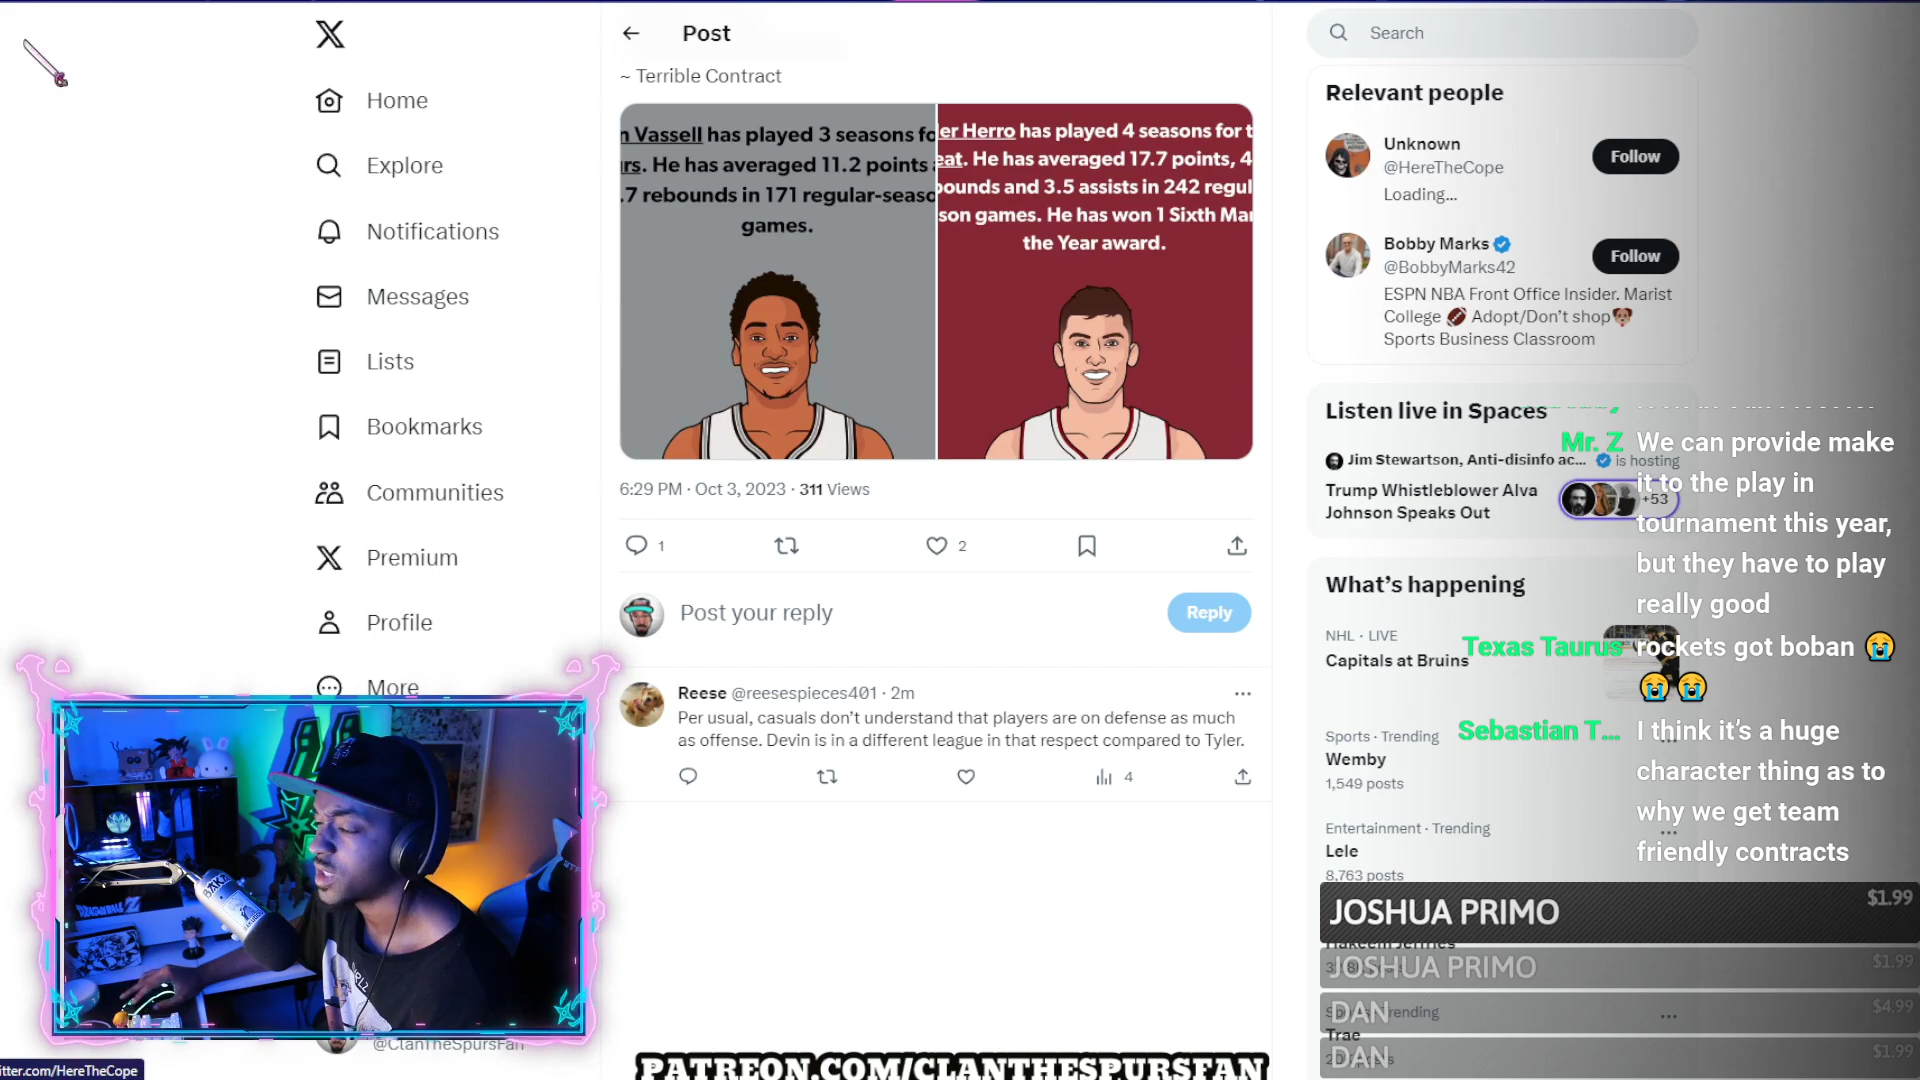 Post
~ Terrible Contract
Home
Explore
Notifications
Messages
Lists
Bookmarks
Communities
Premium
Profile
More
@ClanTheSpursFan
itter.com/HereTheCope
n Vassell has played 3 seasons fo
rs. He has averaged 11.2 points
.7 rebounds in 171 regular-seaso
games.
er Herro has played 4 seasons for t
eat. He has averaged 17.7 points, 4
ounds and 3.5 assists in 242 regul
son games. He has won 1 Sixth Ma
the Year award.
6:29 PM · Oct 3, 2023 · 311 Views
1
2
Post your reply
Reply
Reese @reesespieces401 · 2m
Per usual, casuals don't understand that players are on defense as much
as offense. Devin is in a different league in that respect compared to Tyler.
4
PATREON.COM/CLANTHESPURSFAN
Search
Relevant people
Unknown
@HereTheCope
Loading...
Follow
Bobby Marks
@BobbyMarks42
Follow
ESPN NBA Front Office Insider. Marist
College 🏈 Adopt/Don't shop🐶
Sports Business Classroom
Listen live in Spaces
Jim Stewartson, Anti-disinfo ac... is hosting
Trump Whistleblower Alva
Johnson Speaks Out
+53
What's happening
NHL · LIVE
Capitals at Bruins
Sports · Trending
Wemby
1,549 posts
Entertainment · Trending
Lele
8,763 posts
Hakeem Jeffries
Trending
Trae
Mr. Z We can provide make
it to the play in
tournament this year,
but they have to play
really good
Texas Taurus rockets got boban 😭
😭😭
Sebastian T... I think it's a huge
character thing as to
why we get team
friendly contracts
JOSHUA PRIMO $1.99
JOSHUA PRIMO $1.99
DAN $4.99
DAN $1.99